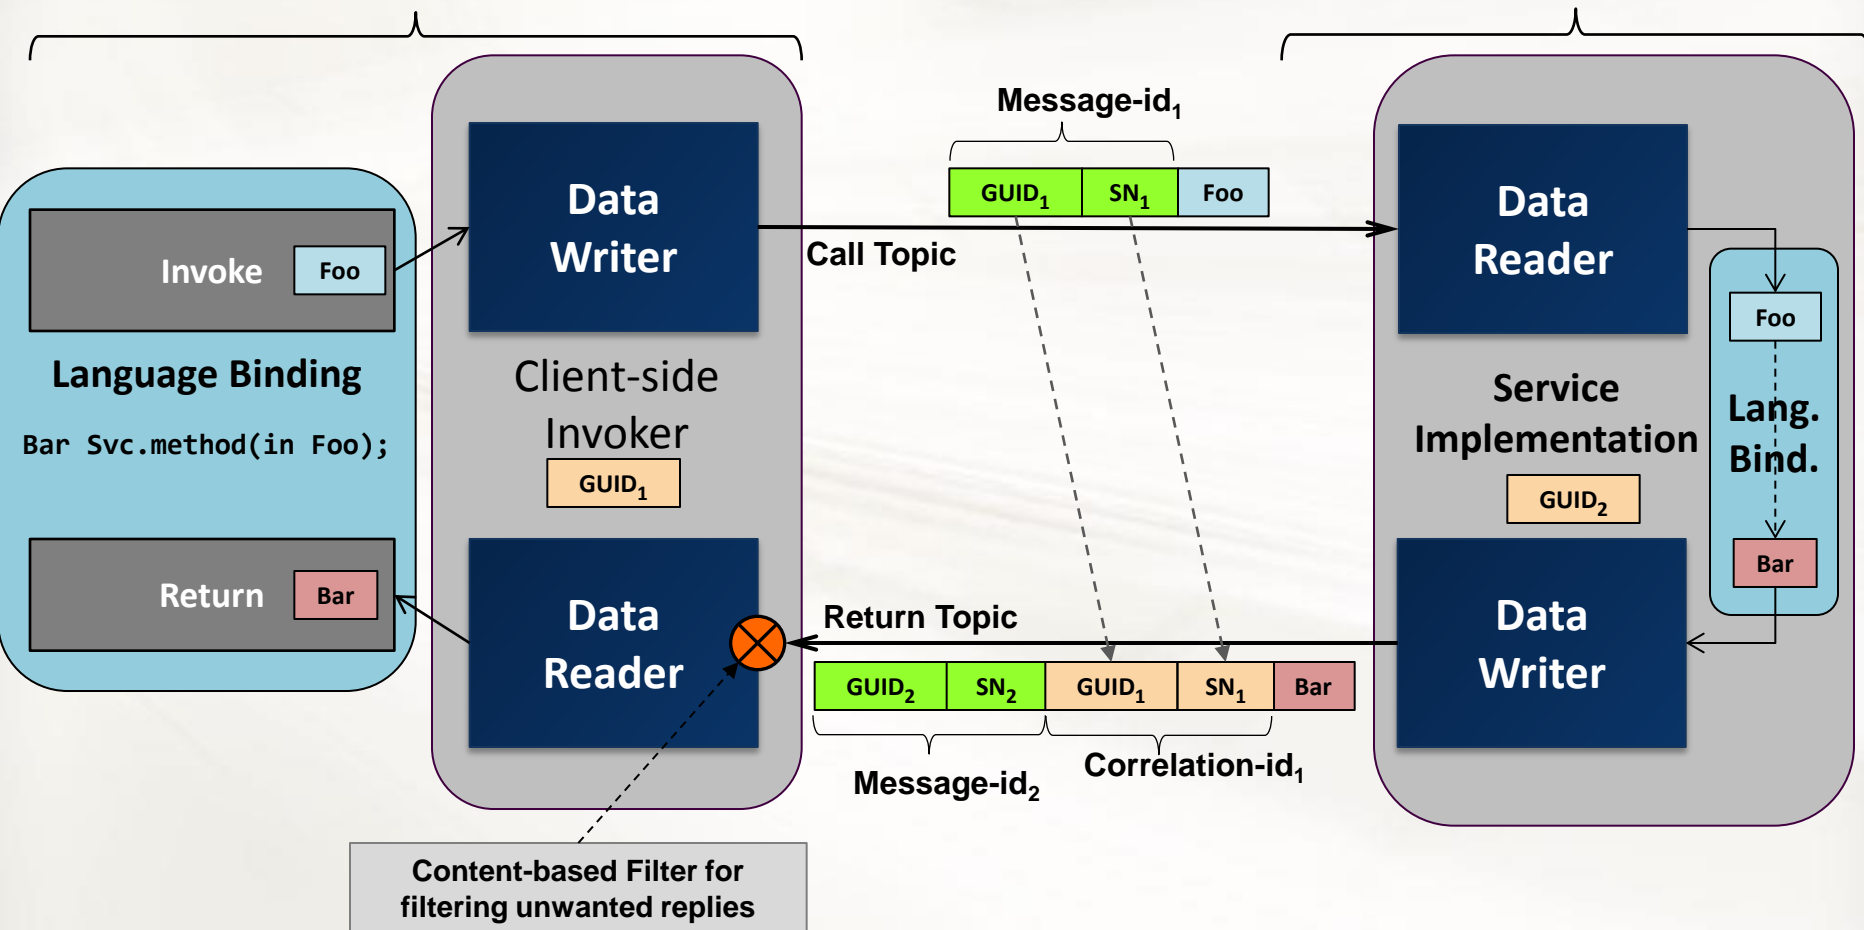 Message-id₁
GUID₁ SN₁ Foo
Invoke Foo
Data
Writer
Call Topic
Data
Reader
Foo
Language Binding
Bar Svc.method(in Foo);
Client-side
Invoker
GUID₁
Service
Implementation
GUID₂
Lang.
Bind.
Bar
Return Bar
Data
Reader
Return Topic
Data
Writer
GUID₂ SN₂ GUID₁ SN₁ Bar
Message-id₂
Correlation-id₁
Content-based Filter for
filtering unwanted replies